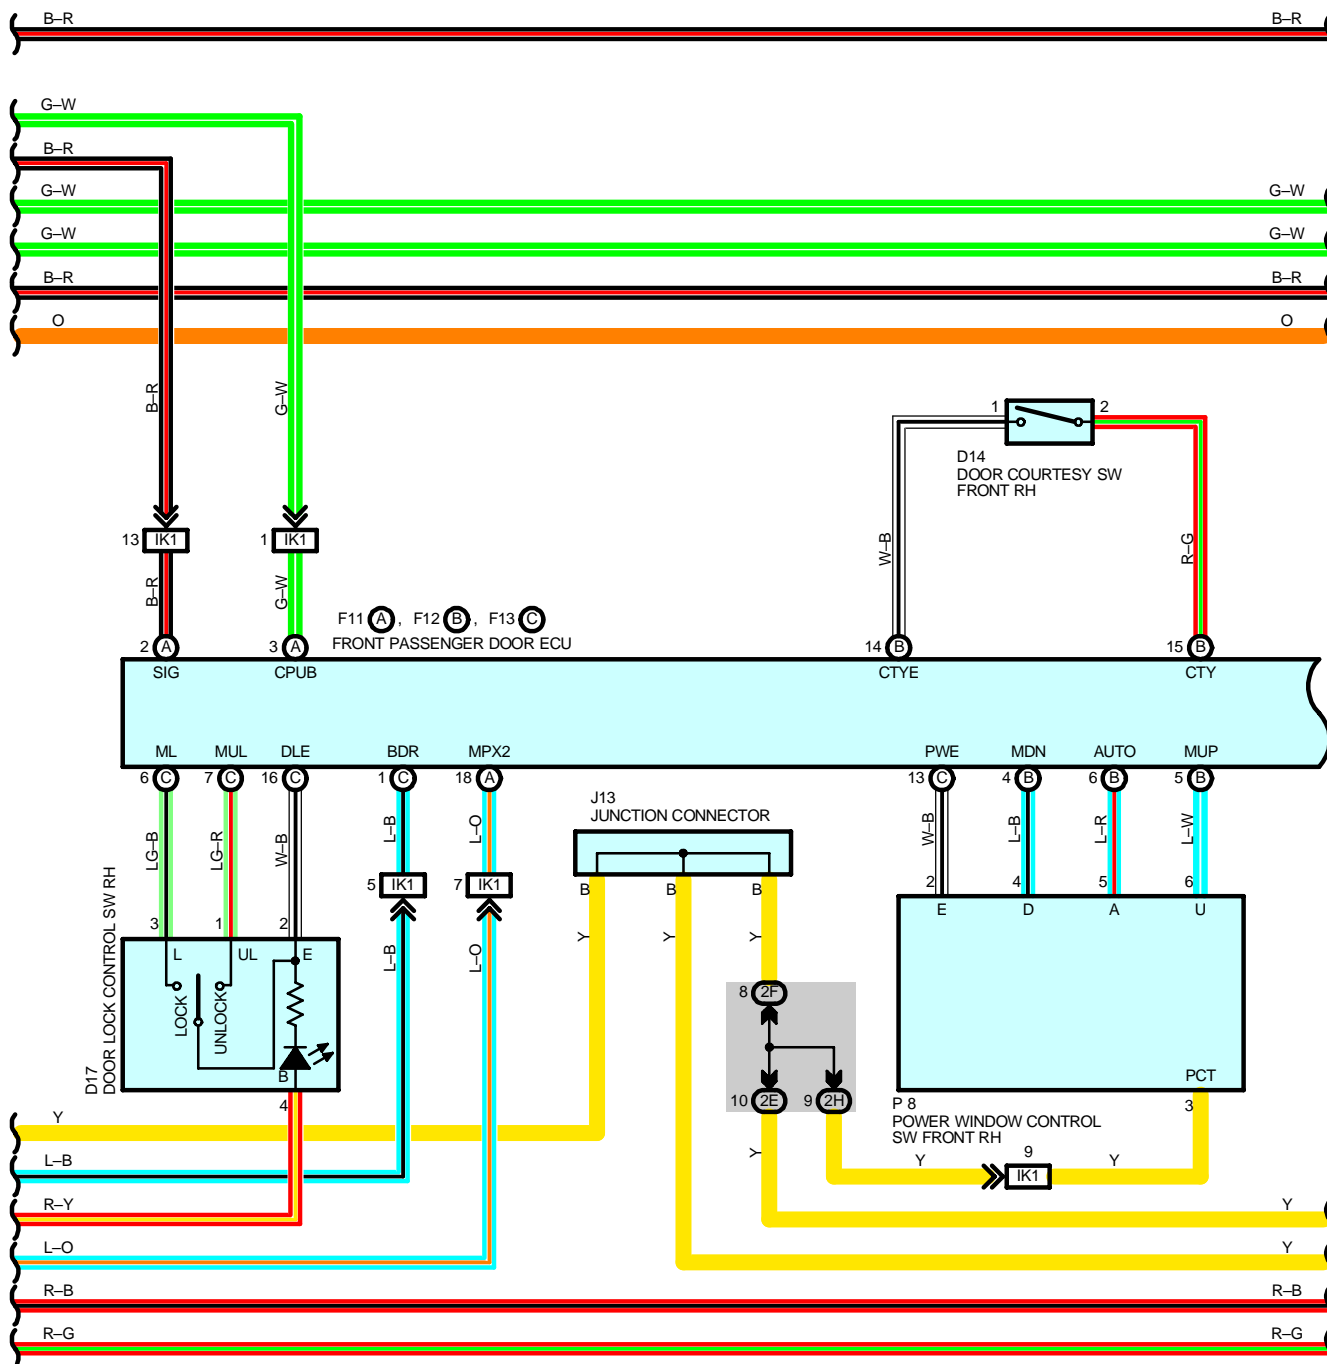 B–R B–R
G–W
B–R
G–W G–W
G–W G–W
B–R B–R
O O
B–R G–W
1 2
D14
DOOR COURTESY SW
FRONT RH
W–B R–G
13 IK1 1 IK1
B–R G–W
F11 A , F12 B , F13 C
FRONT PASSENGER DOOR ECU
2 A 3 A 14 B 15 B
SIG CPUB CTYE CTY
ML MUL DLE BDR MPX2 PWE MDN AUTO MUP
6 C 7 C 16 C 1 C 18 A 13 C 4 B 6 B 5 B
J13
JUNCTION CONNECTOR
LG–B LG–R W–B L–B L–O W–B L–B L–R L–W
5 IK1 7 IK1
B B B
2 4 5 6
E D A U
3 1 2
L UL E
L–B L–O Y Y Y
LOCK UNLOCK
D17
DOOR LOCK CONTROL SW RH
B
4
8 2F
10 2E 9 2H
PCT
3
P 8
POWER WINDOW CONTROL
SW FRONT RH
Y
Y
Y 9 IK1 Y
L–B
R–Y Y
L–O Y
R–B R–B
R–G R–G